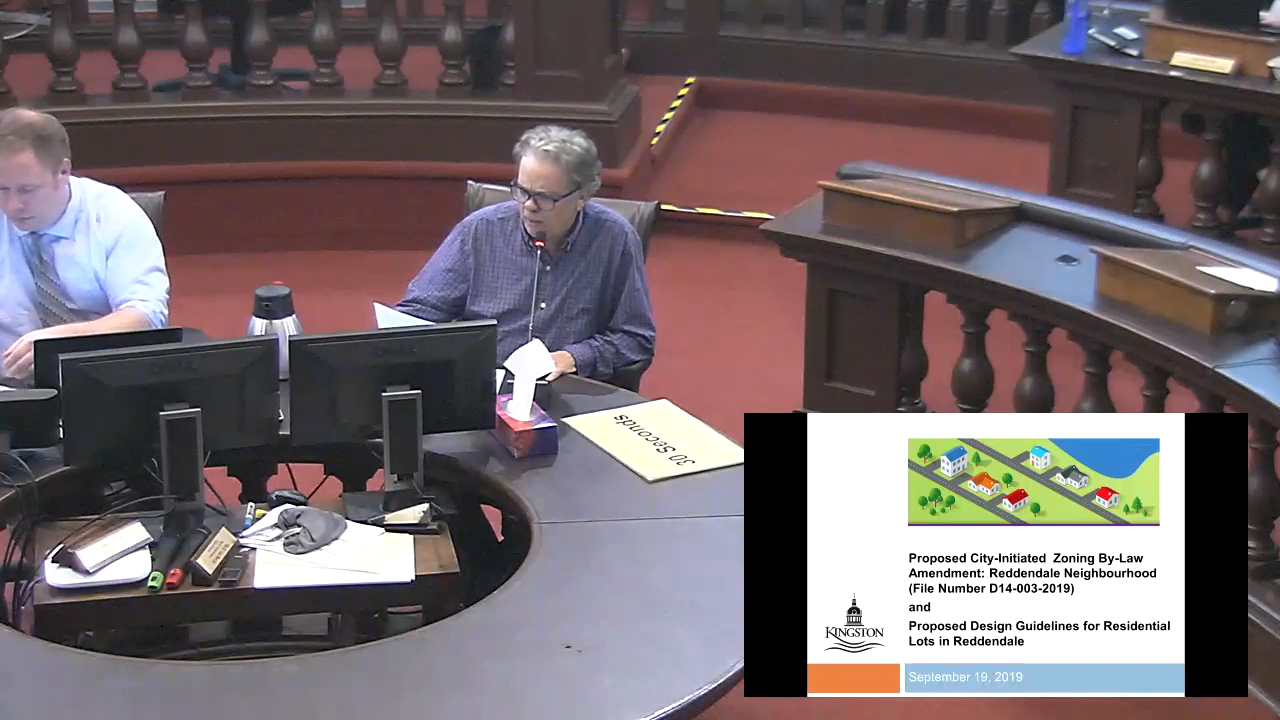 30 Seconds
Proposed City-Initiated Zoning By-Law
Amendment: Reddendale Neighbourhood
(File Number D14-003-2019)
and
Proposed Design Guidelines for Residential
Lots in Reddendale
KINGSTON
September 19, 2019